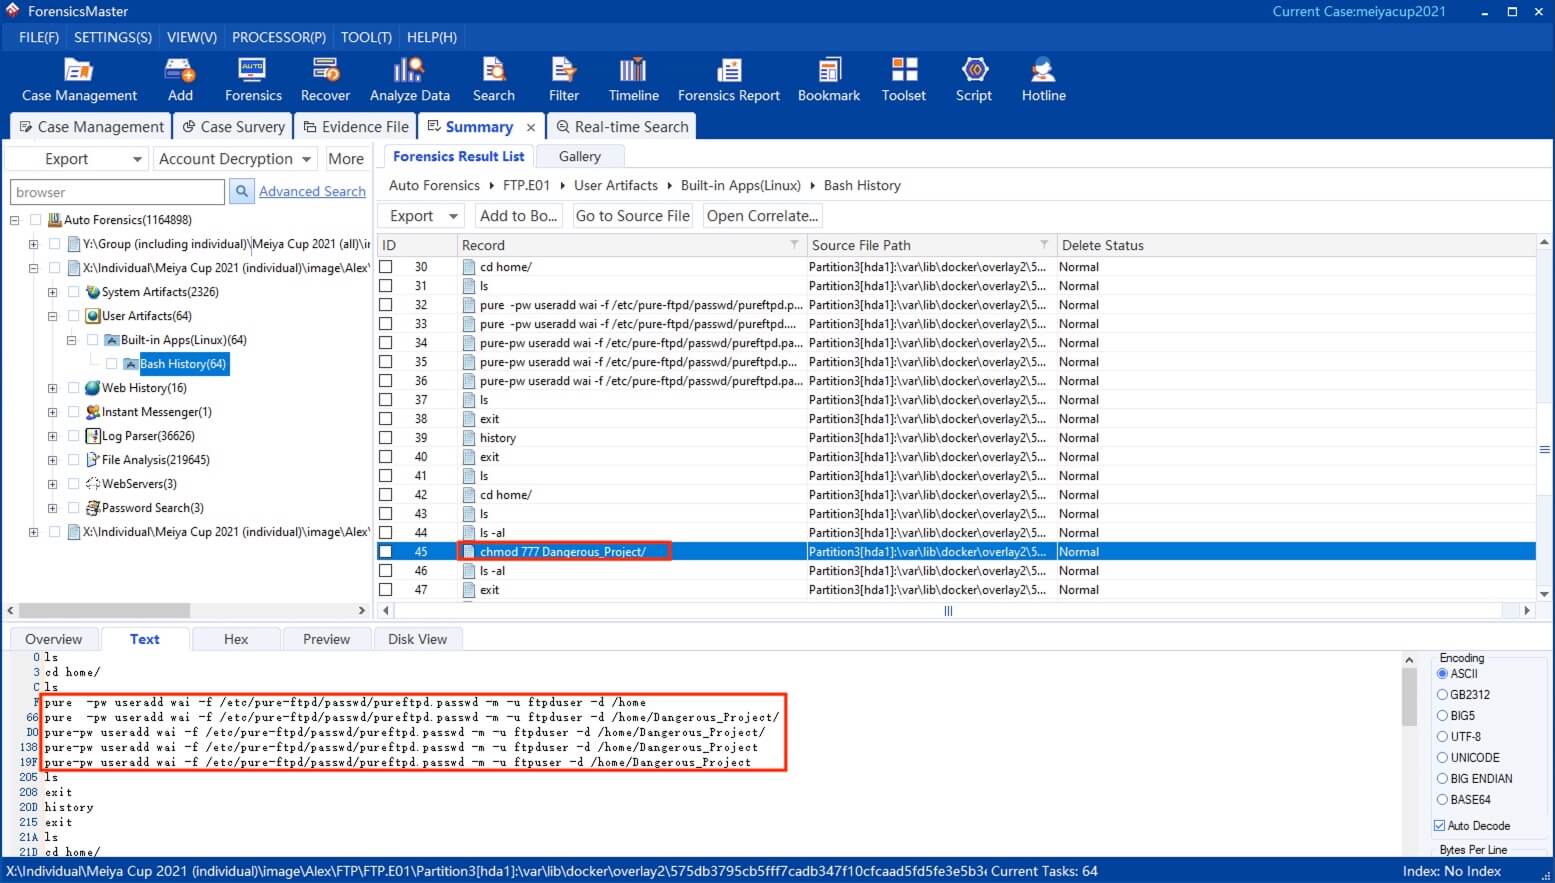 ForensicsMaster
Current Case:meiyacup2021
FILE(F) SETTINGS(S) VIEW(V) PROCESSOR(P) TOOL(T) HELP(H)
AUTO
Case Management Add Forensics Recover Analyze Data Search Filter Timeline Forensics Report Bookmark Toolset Script Hotline
Case Management Case Survery Evidence File Summary × Real-time Search
Export Account Decryption More
browser Advanced Search
Auto Forensics(1164898)
Y:\Group (including individual)\Meiya Cup 2021 (all)\ir
X:\Individual\Meiya Cup 2021 (individual)\image\Alex\
System Artifacts(2326)
User Artifacts(64)
Built-in Apps(Linux)(64)
Bash History(64)
Web History(16)
Instant Messenger(1)
Log Parser(36626)
File Analysis(219645)
WebServers(3)
Password Search(3)
X:\Individual\Meiya Cup 2021 (individual)\image\Alex\
Forensics Result List Gallery
Auto Forensics FTP.E01 User Artifacts Built-in Apps(Linux) Bash History
Export Add to Bo... Go to Source File Open Correlate...
ID Record Source File Path Delete Status
30 cd home/ Partition3[hda1]:\var\lib\docker\overlay2\5... Normal
31 ls Partition3[hda1]:\var\lib\docker\overlay2\5... Normal
32 pure -pw useradd wai -f /etc/pure-ftpd/passwd/pureftpd.p... Partition3[hda1]:\var\lib\docker\overlay2\5... Normal
33 pure -pw useradd wai -f /etc/pure-ftpd/passwd/pureftpd.... Partition3[hda1]:\var\lib\docker\overlay2\5... Normal
34 pure-pw useradd wai -f /etc/pure-ftpd/passwd/pureftpd.pa... Partition3[hda1]:\var\lib\docker\overlay2\5... Normal
35 pure-pw useradd wai -f /etc/pure-ftpd/passwd/pureftpd.pa... Partition3[hda1]:\var\lib\docker\overlay2\5... Normal
36 pure-pw useradd wai -f /etc/pure-ftpd/passwd/pureftpd.pa... Partition3[hda1]:\var\lib\docker\overlay2\5... Normal
37 ls Partition3[hda1]:\var\lib\docker\overlay2\5... Normal
38 exit Partition3[hda1]:\var\lib\docker\overlay2\5... Normal
39 history Partition3[hda1]:\var\lib\docker\overlay2\5... Normal
40 exit Partition3[hda1]:\var\lib\docker\overlay2\5... Normal
41 ls Partition3[hda1]:\var\lib\docker\overlay2\5... Normal
42 cd home/ Partition3[hda1]:\var\lib\docker\overlay2\5... Normal
43 ls Partition3[hda1]:\var\lib\docker\overlay2\5... Normal
44 ls -al Partition3[hda1]:\var\lib\docker\overlay2\5... Normal
45 chmod 777 Dangerous_Project/ Partition3[hda1]:\var\lib\docker\overlay2\5... Normal
46 ls -al Partition3[hda1]:\var\lib\docker\overlay2\5... Normal
47 exit Partition3[hda1]:\var\lib\docker\overlay2\5... Normal
Overview Text Hex Preview Disk View
0 ls
3 cd home/
C ls
F pure -pw useradd wai -f /etc/pure-ftpd/passwd/pureftpd.passwd -m -u ftpduser -d /home
66 pure -pw useradd wai -f /etc/pure-ftpd/passwd/pureftpd.passwd -m -u ftpduser -d /home/Dangerous_Project/
D0 pure-pw useradd wai -f /etc/pure-ftpd/passwd/pureftpd.passwd -m -u ftpduser -d /home/Dangerous_Project/
138 pure-pw useradd wai -f /etc/pure-ftpd/passwd/pureftpd.passwd -m -u ftpduser -d /home/Dangerous_Project
19F pure-pw useradd wai -f /etc/pure-ftpd/passwd/pureftpd.passwd -m -u ftpuser -d /home/Dangerous_Project
205 ls
208 exit
20D history
215 exit
21A ls
21D cd home/
Encoding
ASCII
GB2312
BIG5
UTF-8
UNICODE
BIG ENDIAN
BASE64
Auto Decode
Bytes Per Line
X:\Individual\Meiya Cup 2021 (individual)\image\Alex\FTP\FTP.E01\Partition3[hda1]:\var\lib\docker\overlay2\575db3795cb5fff7cadb347f10cfcaad5fd5fe3e5b3e Current Tasks: 64 Index: No Index